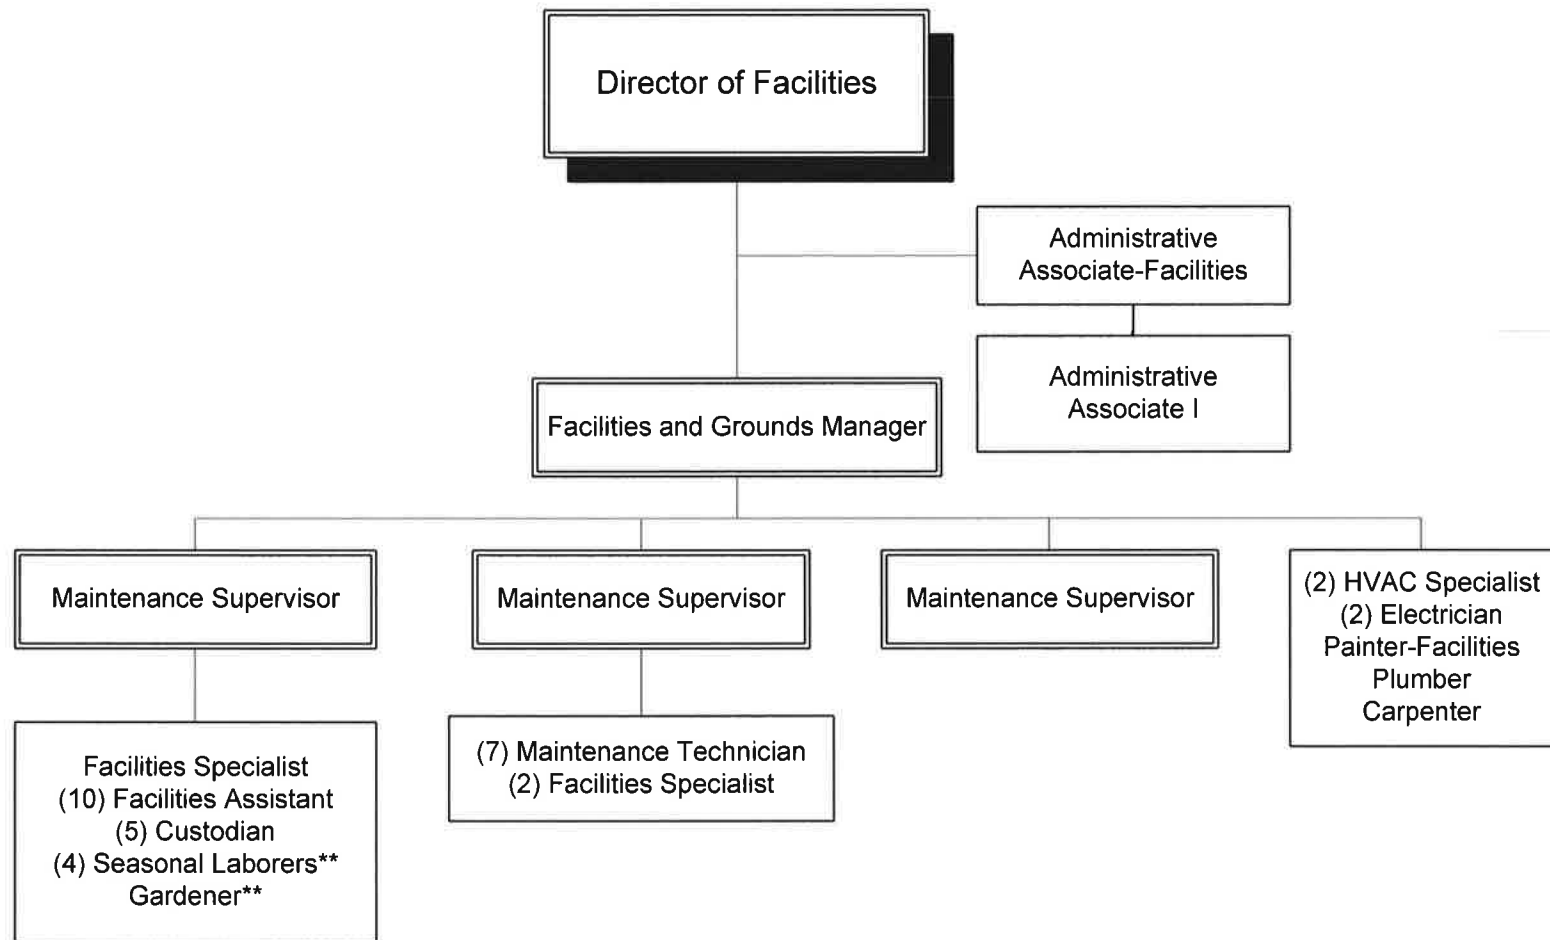 Director of Facilities
Administrative
Associate-Facilities
Administrative
Associate I
Facilities and Grounds Manager
Maintenance Supervisor
Maintenance Supervisor
Maintenance Supervisor
(2) HVAC Specialist
(2) Electrician
Painter-Facilities
Plumber
Carpenter
Facilities Specialist
(10) Facilities Assistant
(5) Custodian
(4) Seasonal Laborers**
Gardener**
(7) Maintenance Technician
(2) Facilities Specialist